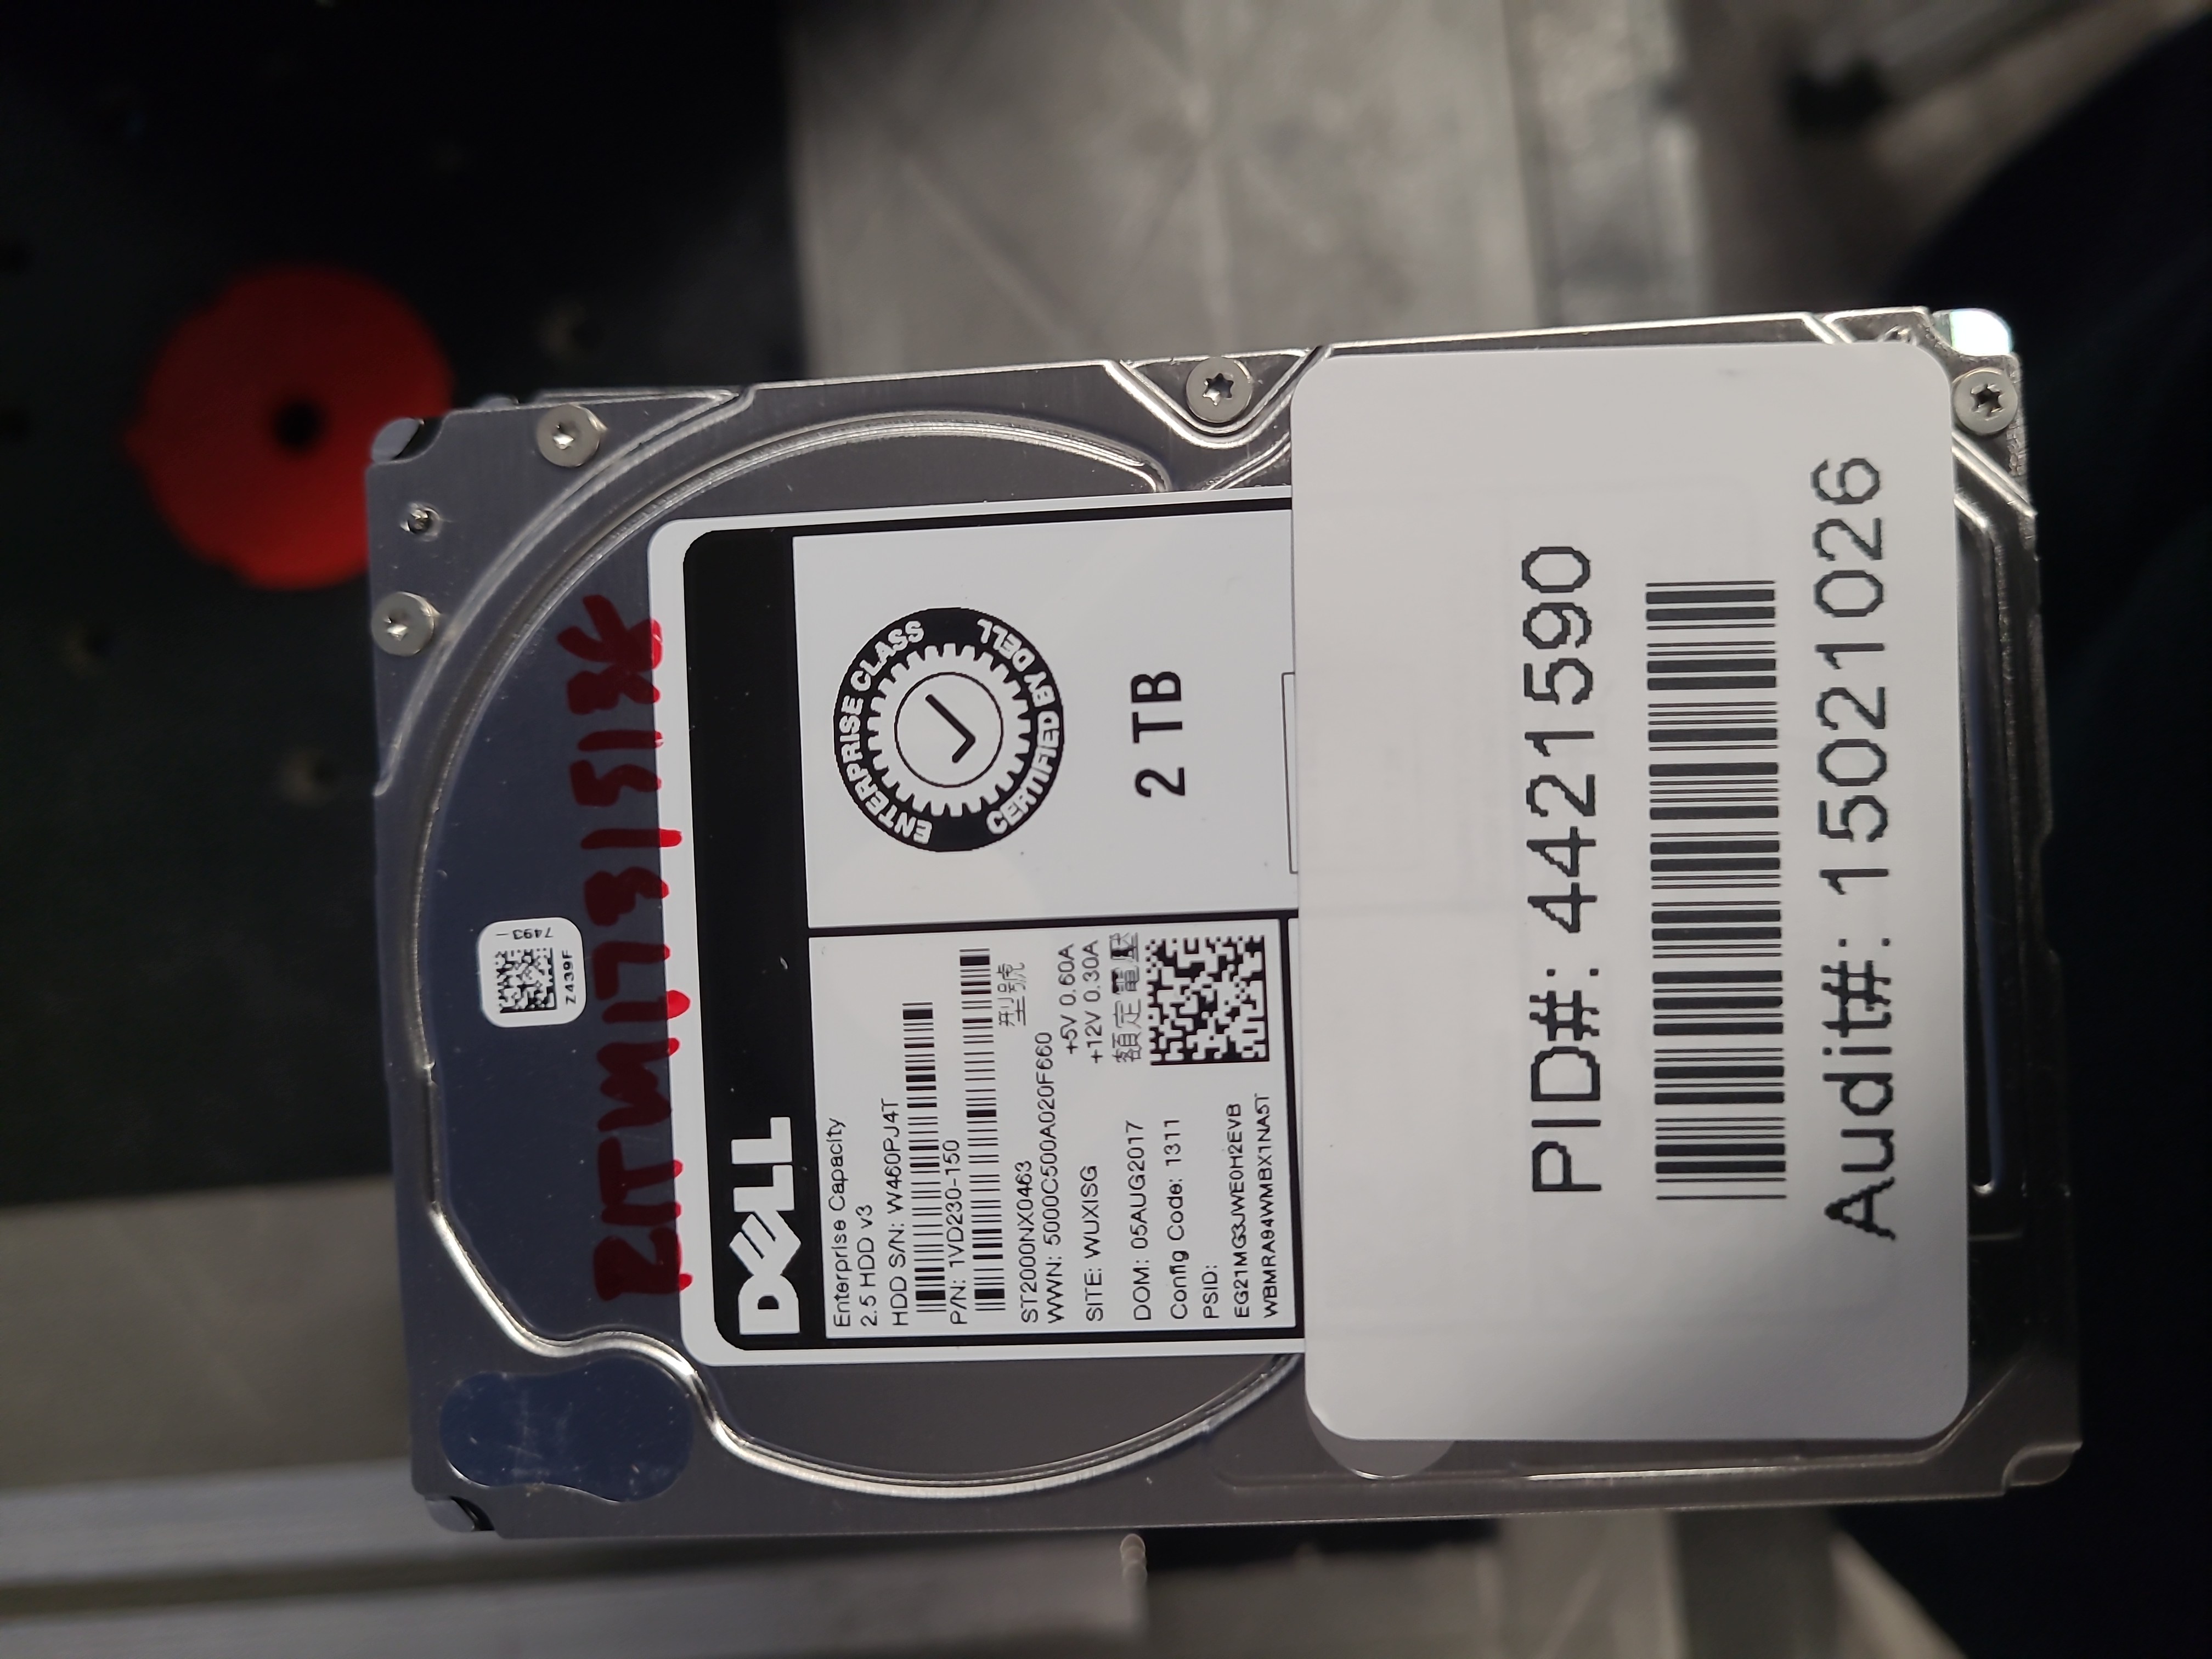 Z439F
7493-
RITM1731513
DELL
Enterprise Capacity
2.5 HDD v3
HDD S/N: W460PJ4T
P/N: 1VD230-150
型號
ST2000NX0463
WWN: 5000C500A020F660
+5V 0.60A
SITE: WUXISG
+12V 0.30A
額定電壓
DOM: 05AUG2017
Config Code: 1311
PSID:
EG21MG3JWE0H2EVB
WBMRA94WMBX1NA5T
ENTERPRISE CLASS
CERTIFIED BY DELL
2 TB
PID#: 4421590
Audit#: 15021026